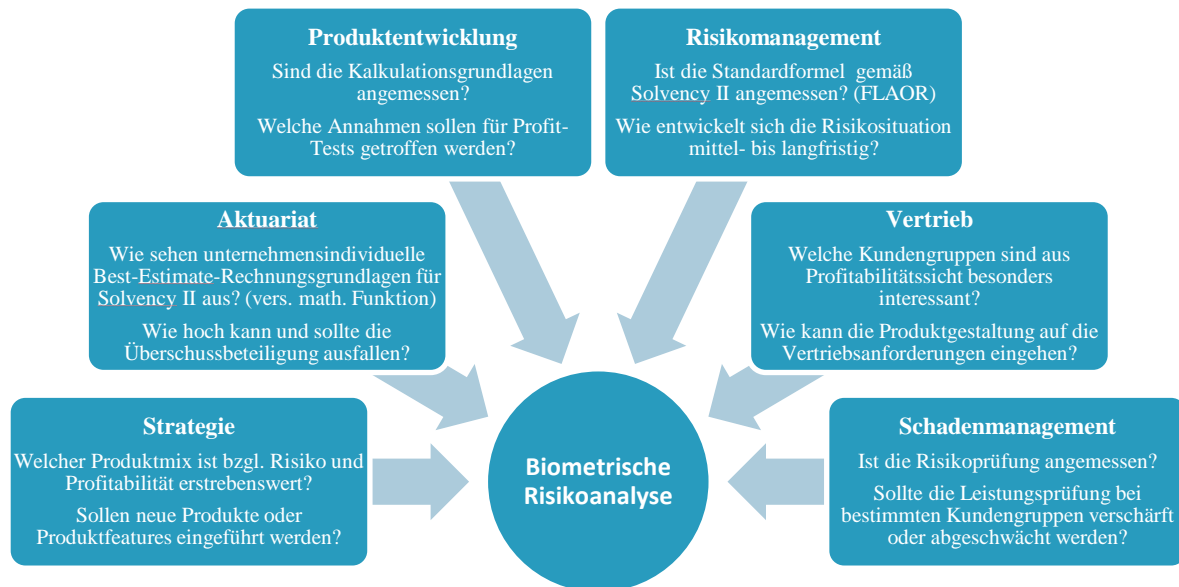 Produktentwicklung
Sind die Kalkulationsgrundlagen
angemessen?
Welche Annahmen sollen für Profit-
Tests getroffen werden?
Risikomanagement
Ist die Standardformel gemäß
Solvency II angemessen? (FLAOR)
Wie entwickelt sich die Risikosituation
mittel- bis langfristig?
Aktuariat
Wie sehen unternehmensindividuelle
Best-Estimate-Rechnungsgrundlagen für
Solvency II aus? (vers. math. Funktion)
Wie hoch kann und sollte die
Überschussbeteiligung ausfallen?
Vertrieb
Welche Kundengruppen sind aus
Profitabilitätssicht besonders
interessant?
Wie kann die Produktgestaltung auf die
Vertriebsanforderungen eingehen?
Strategie
Welcher Produktmix ist bzgl. Risiko und
Profitabilität erstrebenswert?
Sollen neue Produkte oder
Produktfeatures eingeführt werden?
Biometrische
Risikoanalyse
Schadenmanagement
Ist die Risikoprüfung angemessen?
Sollte die Leistungsprüfung bei
bestimmten Kundengruppen verschärft
oder abgeschwächt werden?